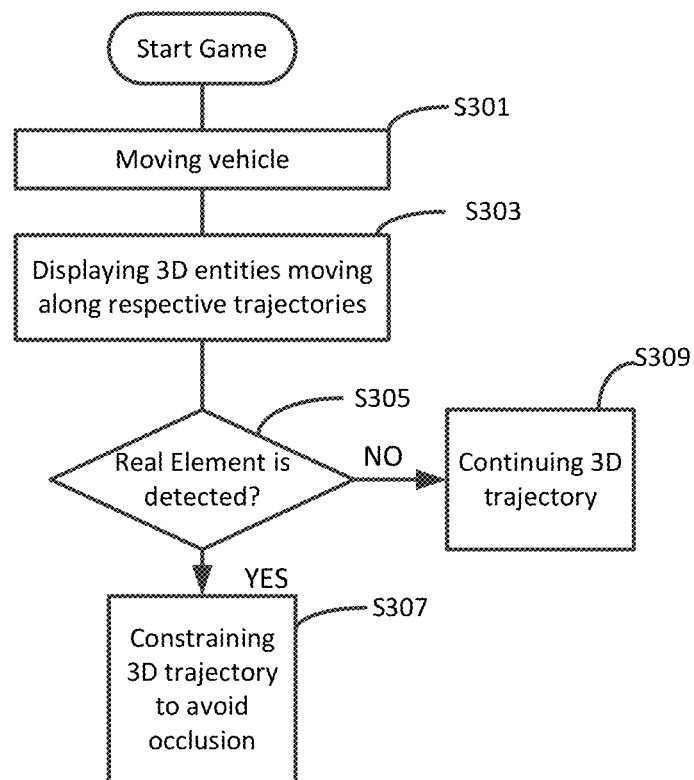 Start Game
S301
Moving vehicle
S303
Displaying 3D entities moving
along respective trajectories
S309
S305
Real Element is
detected?
NO
Continuing 3D
trajectory
YES
S307
Constraining
3D trajectory
to avoid
occlusion